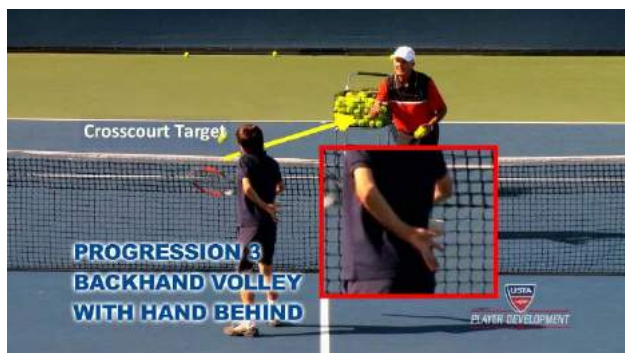 Crosscourt Target
PROGRESSION 3
BACKHAND VOLLEY
WITH HAND BEHIND
USTA
PLAYER DEVELOPMENT